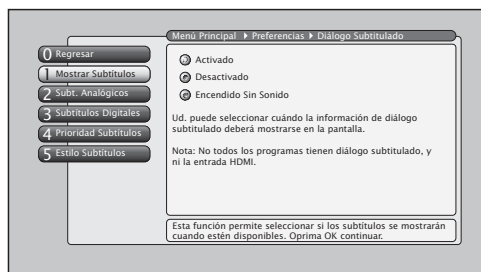 Menú Principal ▶ Preferencias ▶ Diálogo Subtitulado
0 Regresar
1 Mostrar Subtítulos
2 Subt. Analógicos
3 Subtítulos Digitales
4 Prioridad Subtítulos
5 Estilo Subtítulos
Activado
Desactivado
Encendido Sin Sonido
Ud. puede seleccionar cuándo la información de diálogo
subtitulado deberá mostrarse en la pantalla.
Nota: No todos los programas tienen diálogo subtitulado, y
ni la entrada HDMI.
Esta función permite seleccionar si los subtítulos se mostrarán
cuando estén disponibles. Oprima OK continuar.